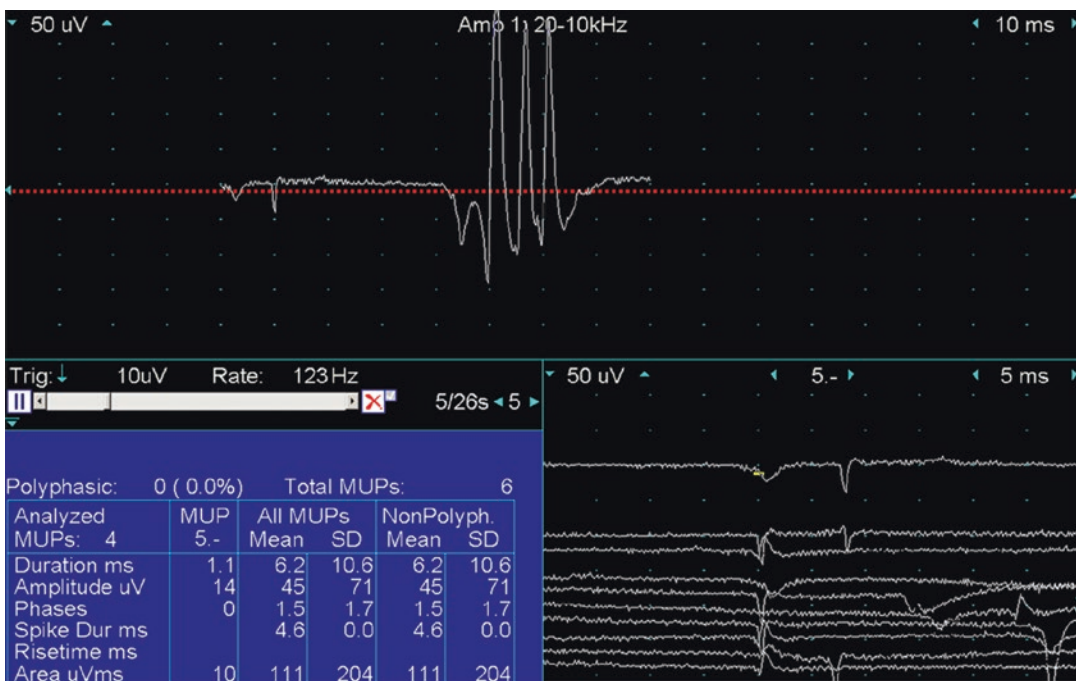 50 uV Amp 1: 20-10kHz 10 ms
Trig: 10uV Rate: 123 Hz
5/26s 5
50 uV 5.- 5 ms
Polyphasic: 0 ( 0.0%) Total MUPs: 6
Analyzed MUP All MUPs NonPolyph.
MUPs: 4 5.- Mean SD Mean SD
Duration ms 1.1 6.2 10.6 6.2 10.6
Amplitude uV 14 45 71 45 71
Phases 0 1.5 1.7 1.5 1.7
Spike Dur ms 4.6 0.0 4.6 0.0
Risetime ms
Area uVms 10 111 204 111 204